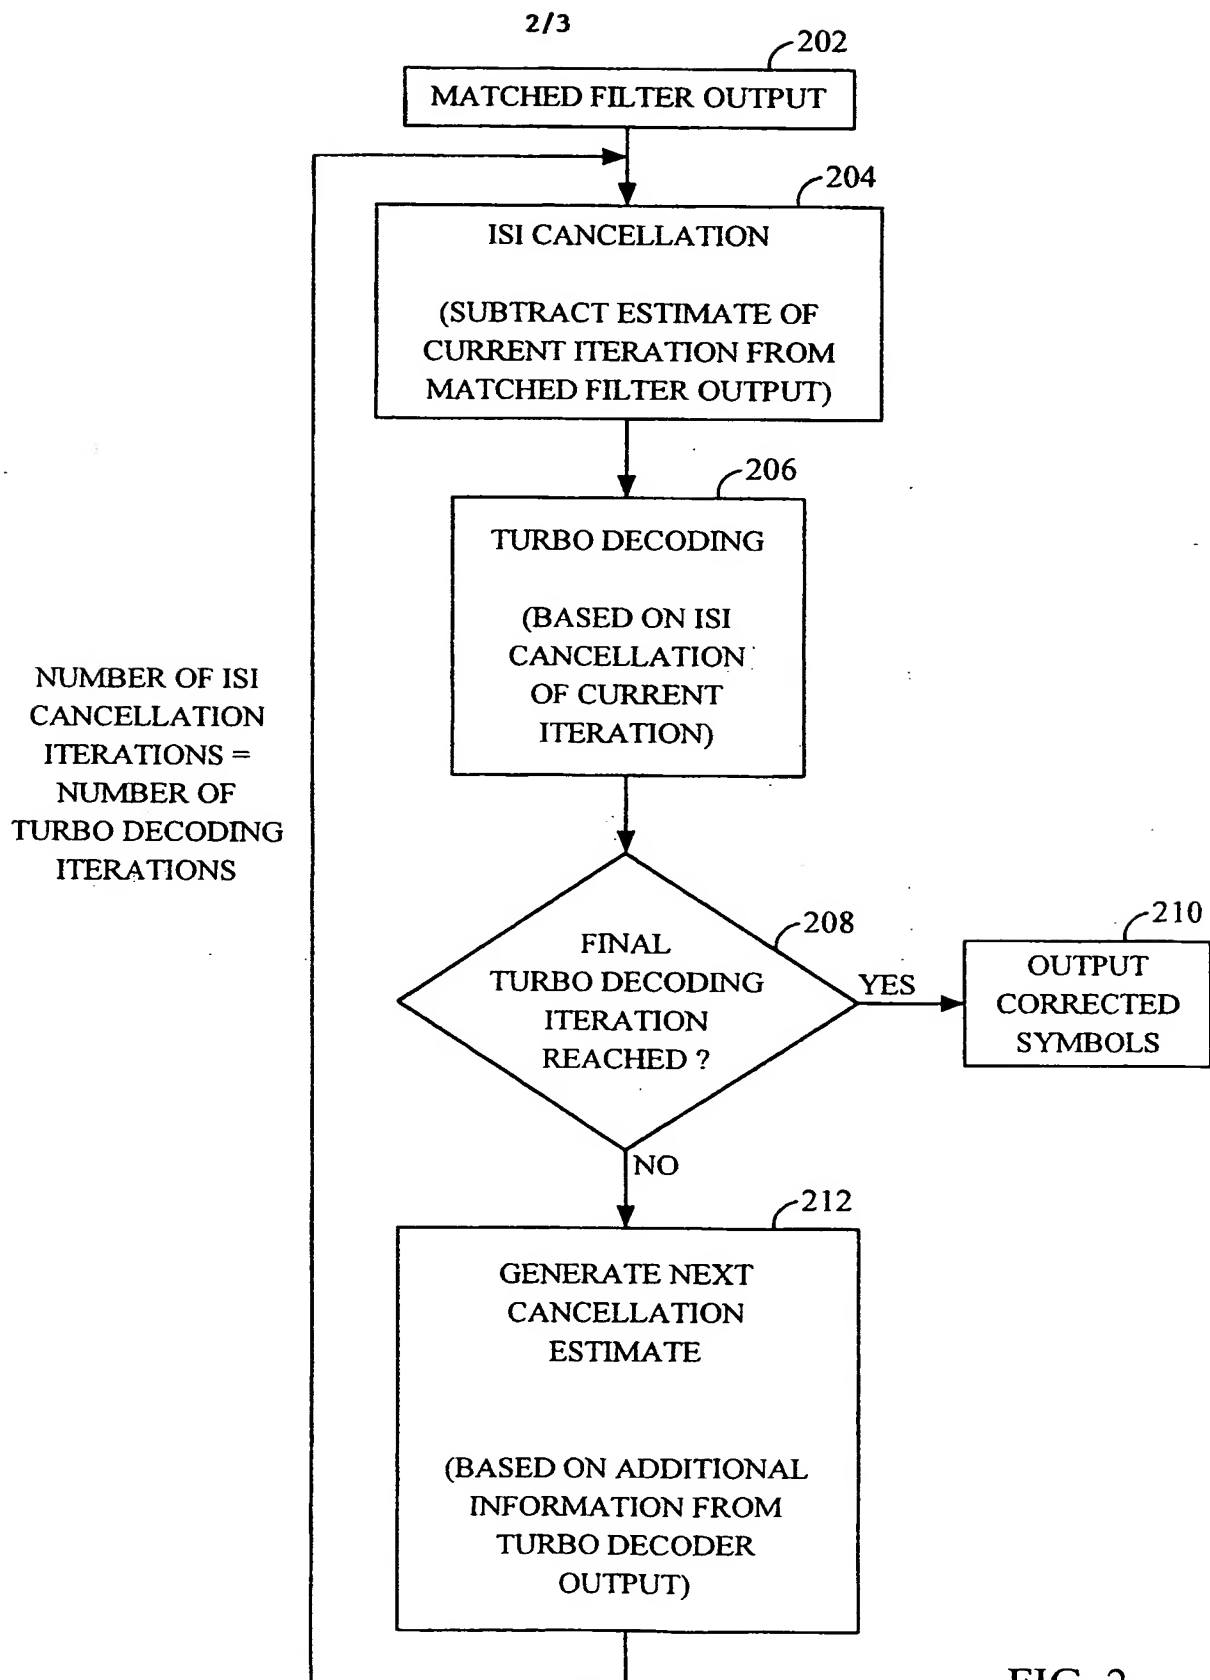 2/3
202
MATCHED FILTER OUTPUT
204
ISI CANCELLATION
(SUBTRACT ESTIMATE OF
CURRENT ITERATION FROM
MATCHED FILTER OUTPUT)
206
TURBO DECODING
(BASED ON ISI
CANCELLATION
OF CURRENT
ITERATION)
NUMBER OF ISI
CANCELLATION
ITERATIONS =
NUMBER OF
TURBO DECODING
ITERATIONS
208
FINAL
TURBO DECODING
ITERATION
REACHED ?
YES
210
OUTPUT
CORRECTED
SYMBOLS
NO
212
GENERATE NEXT
CANCELLATION
ESTIMATE
(BASED ON ADDITIONAL
INFORMATION FROM
TURBO DECODER
OUTPUT)
FIG. 2